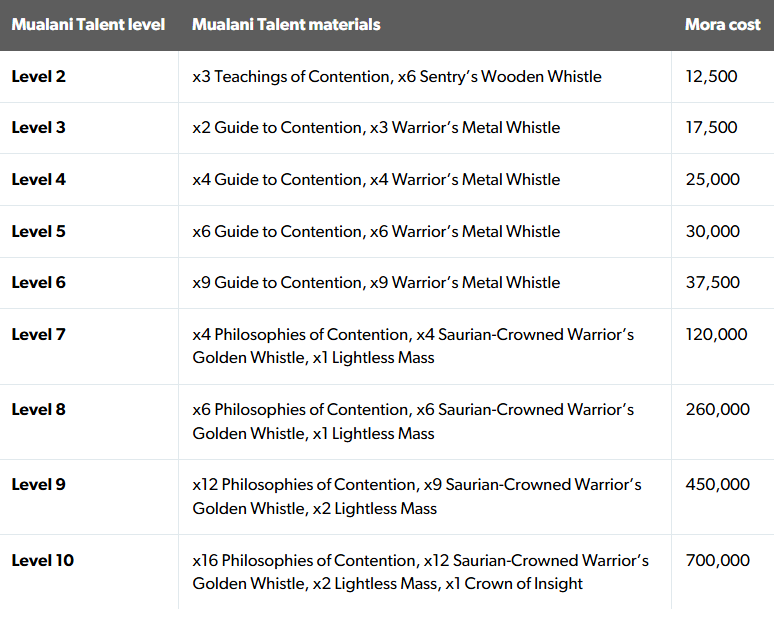 Mualani Talent level Mualani Talent materials Mora cost
Level 2 x3 Teachings of Contention, x6 Sentry's Wooden Whistle 12,500
Level 3 x2 Guide to Contention, x3 Warrior's Metal Whistle 17,500
Level 4 x4 Guide to Contention, x4 Warrior's Metal Whistle 25,000
Level 5 x6 Guide to Contention, x6 Warrior's Metal Whistle 30,000
Level 6 x9 Guide to Contention, x9 Warrior's Metal Whistle 37,500
Level 7 x4 Philosophies of Contention, x4 Saurian-Crowned Warrior's 120,000
Golden Whistle, x1 Lightless Mass
Level 8 x6 Philosophies of Contention, x6 Saurian-Crowned Warrior's 260,000
Golden Whistle, x1 Lightless Mass
Level 9 x12 Philosophies of Contention, x9 Saurian-Crowned Warrior's 450,000
Golden Whistle, x2 Lightless Mass
Level 10 x16 Philosophies of Contention, x12 Saurian-Crowned Warrior's 700,000
Golden Whistle, x2 Lightless Mass, x1 Crown of Insight